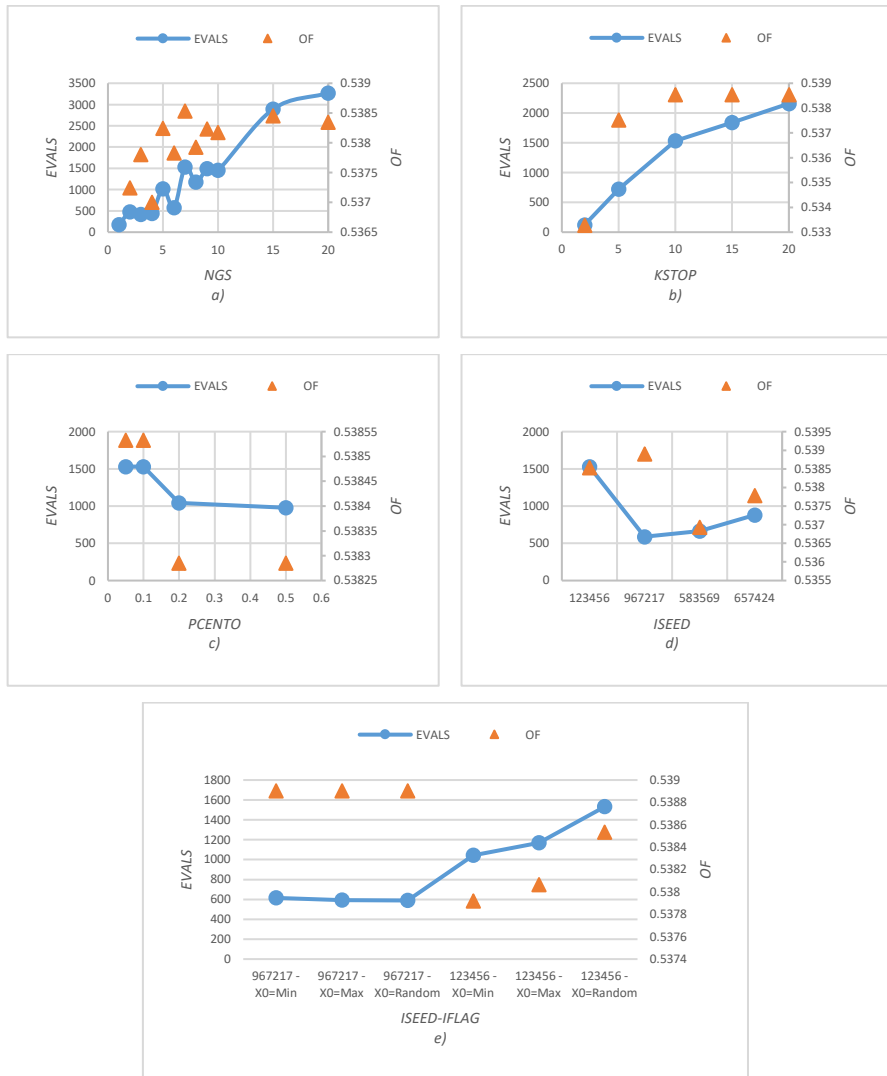 EVALS OF
3500 0.539
3000 0.5385
2500 0.538
2000
1500 0.5375
1000 0.537
500
0 0.5365
0 5 10 15 20
EVALS
OF
NGS
a)
EVALS OF
2500 0.539
2000 0.538
0.537
1500 0.536
1000 0.535
500 0.534
0 0.533
0 5 10 15 20
EVALS
OF
KSTOP
b)
EVALS OF
2000 0.53855
0.5385
1500 0.53845
1000 0.5384
0.53835
500 0.5383
0 0.53825
0 0.1 0.2 0.3 0.4 0.5 0.6
EVALS
OF
PCENTO
c)
EVALS OF
2000 0.5395
0.539
1500 0.5385
0.538
1000 0.5375
0.537
500 0.5365
0.536
0 0.5355
123456 967217 583569 657424
EVALS
OF
ISEED
d)
EVALS OF
1800 0.539
1600 0.5388
1400 0.5386
1200 0.5384
1000 0.5382
800 0.538
600 0.5378
400 0.5376
200
0 0.5374
967217 - 967217 - 967217 - 123456 - 123456 - 123456 -
X0=Min X0=Max X0=Random X0=Min X0=Max X0=Random
EVALS
OF
ISEED-IFLAG
e)